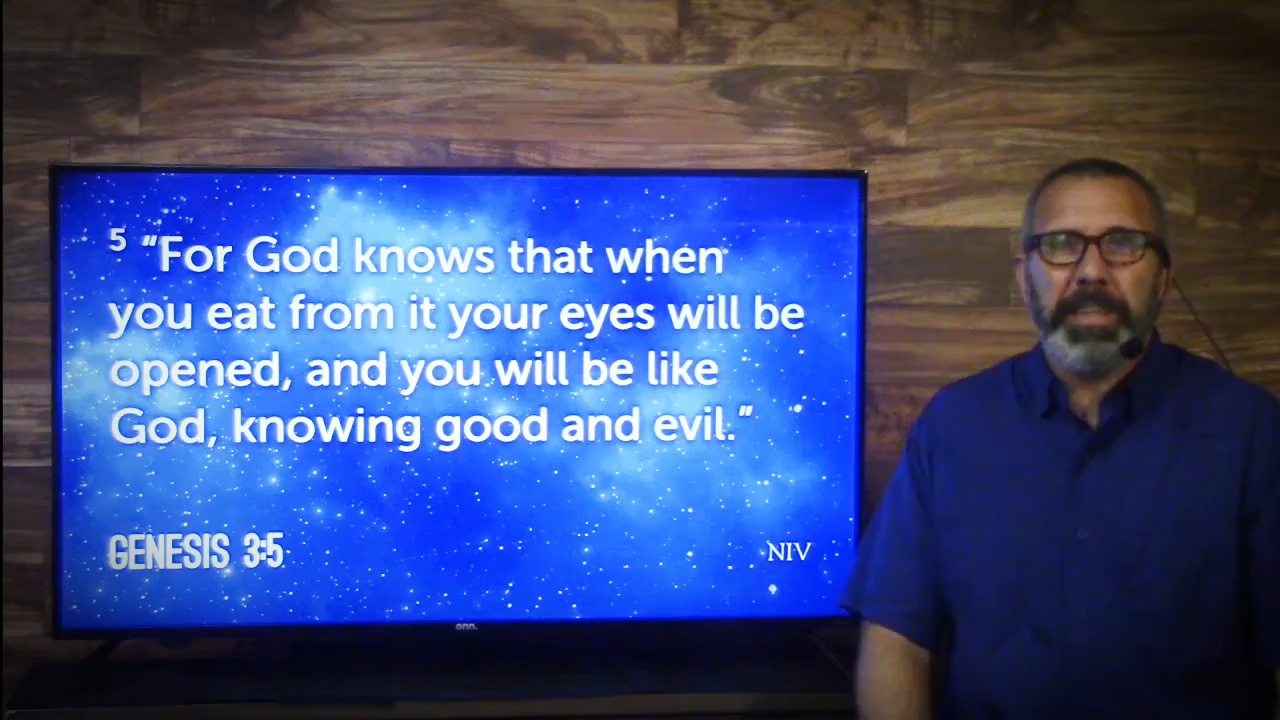 5 “For God knows that when
you eat from it your eyes will be
opened, and you will be like
God, knowing good and evil.”
GENESIS 3:5
NIV
onn.